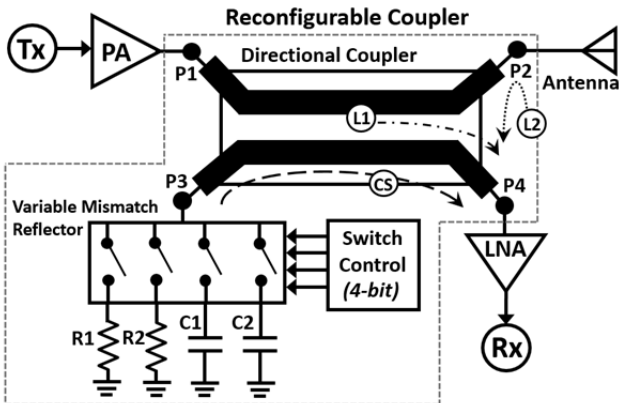 Reconfigurable Coupler
Tx
PA
P1
Directional Coupler
P2
Antenna
L1
L2
P3
CS
P4
Variable Mismatch
Reflector
Switch
Control
(4-bit)
LNA
R1
R2
C1
C2
Rx